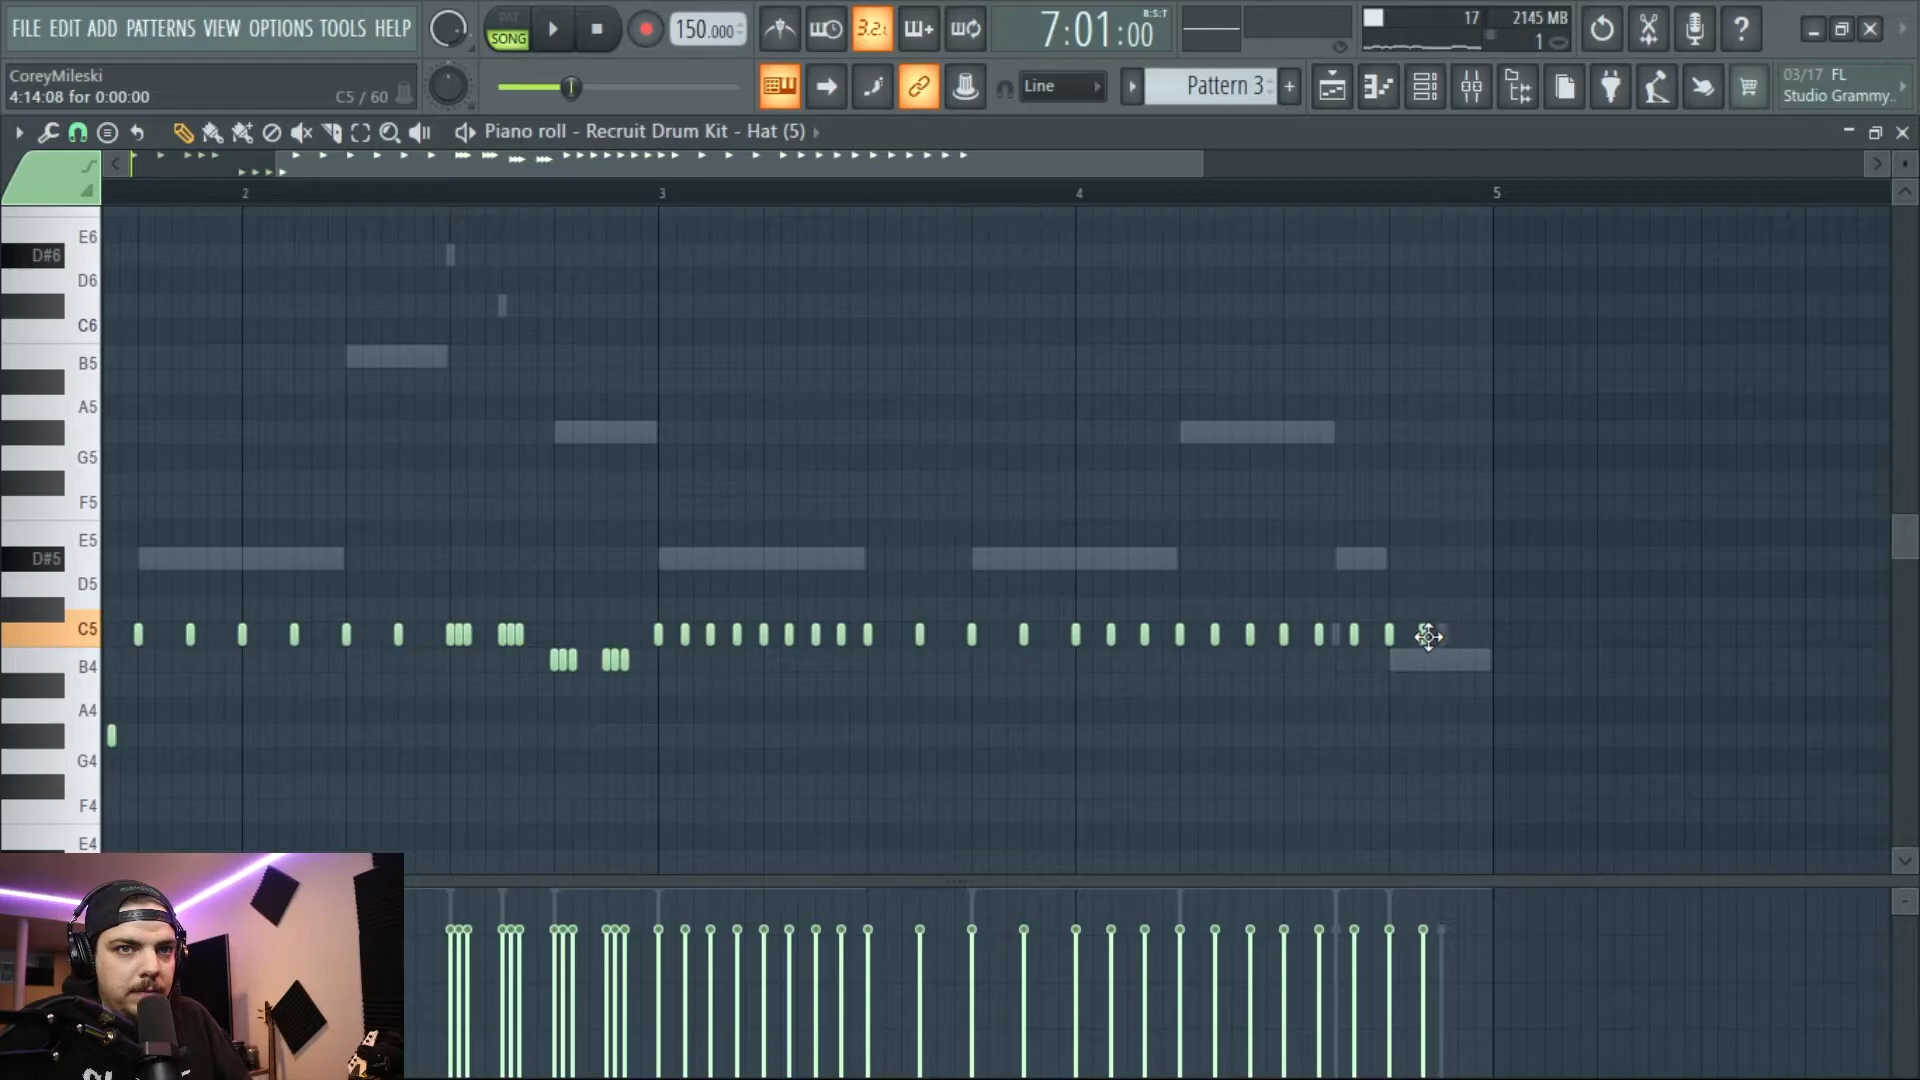 FILE EDIT ADD PATTERNS VIEW OPTIONS TOOLS HELP
PAT
SONG
150.000
3.2.
7:01:00
B:S:T
17
2145 MB
1
CoreyMileski
4:14:08 for 0:00:00
C5 / 60
Line
Pattern 3
+
03/17 FL
Studio Grammy..
Piano roll - Recruit Drum Kit - Hat (5)
2
3
4
5
E6
D#6
D6
C6
B5
A5
G5
F5
E5
D#5
D5
C5
B4
A4
G4
F4
E4